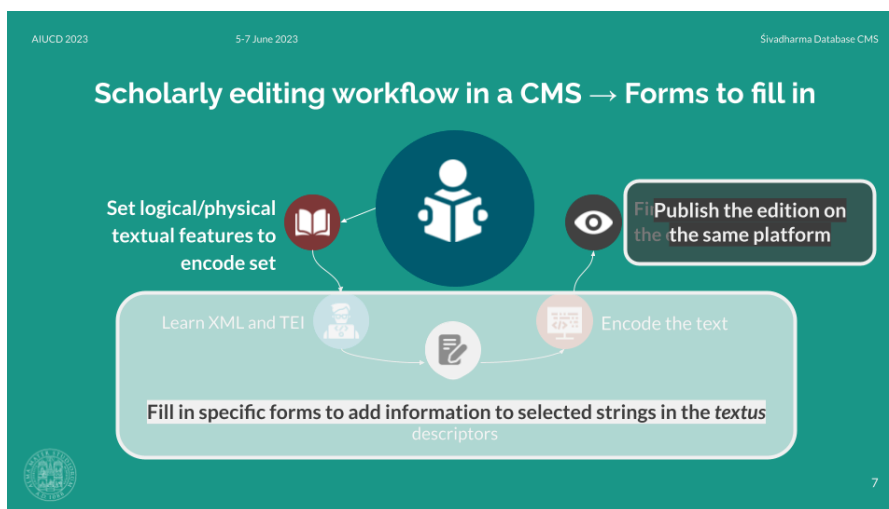 AIUCD 2023
5-7 June 2023
Śivadharma Database CMS
Scholarly editing workflow in a CMS → Forms to fill in
Set logical/physical
textual features to
encode set
Publish the edition on
the same platform
Learn XML and TEI
Encode the text
Fill in specific forms to add information to selected strings in the textus
descriptors
7